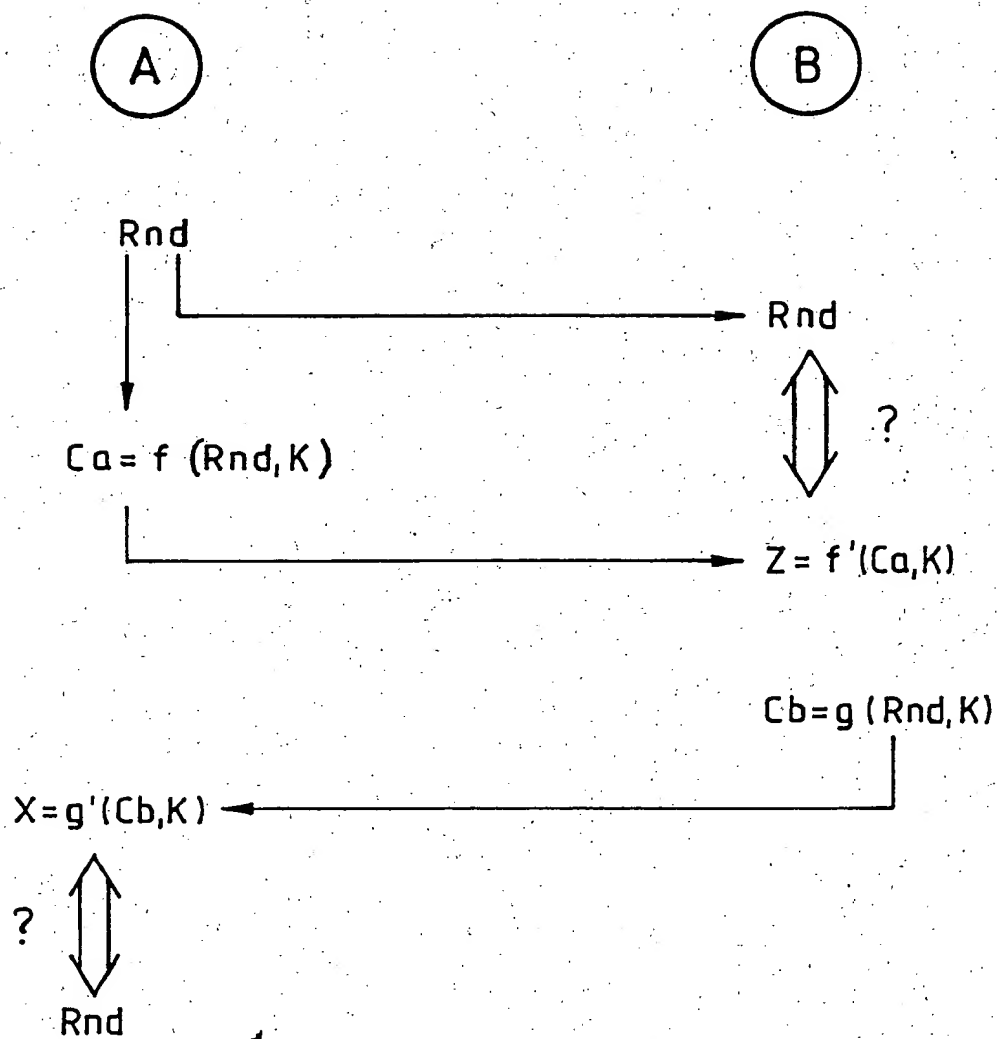 A
B
Rnd
Rnd
?
Ca = f (Rnd, K)
Z = f'(Ca, K)
Cb = g (Rnd, K)
X = g'(Cb, K)
?
Rnd